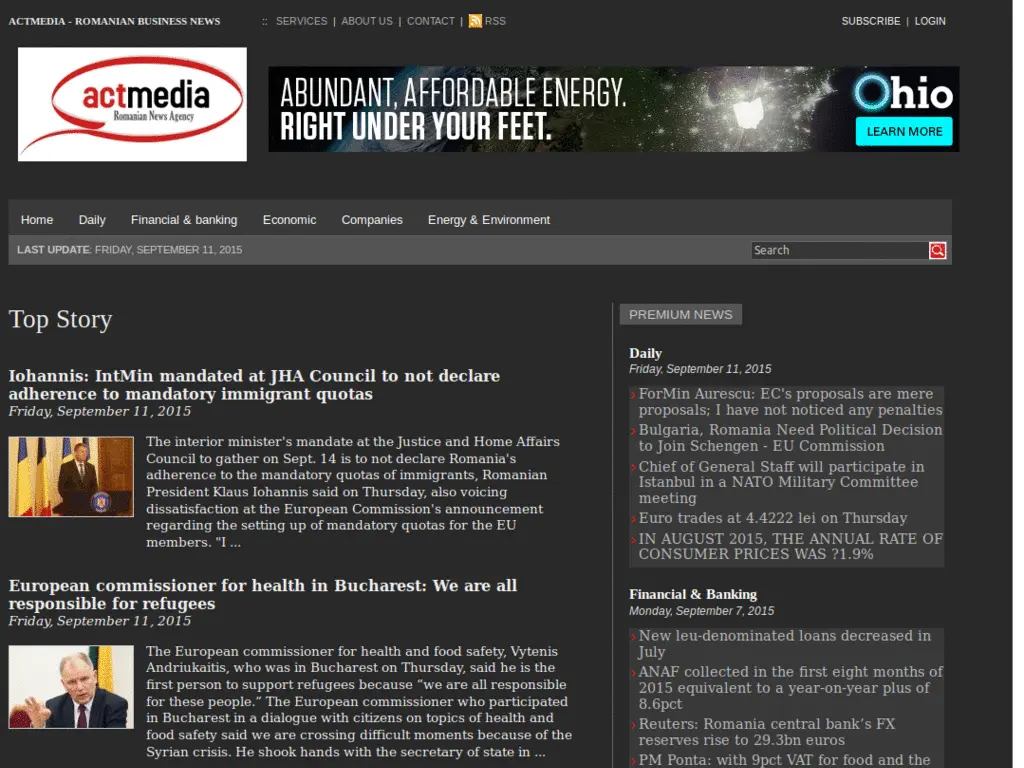 ACTMEDIA - ROMANIAN BUSINESS NEWS :: SERVICES | ABOUT US | CONTACT | RSS SUBSCRIBE | LOGIN
actmedia
Romanian News Agency
ABUNDANT, AFFORDABLE ENERGY.
RIGHT UNDER YOUR FEET.
Ohio
LEARN MORE
Home Daily Financial & banking Economic Companies Energy & Environment
LAST UPDATE: FRIDAY, SEPTEMBER 11, 2015 Search
Top Story
Iohannis: IntMin mandated at JHA Council to not declare
adherence to mandatory immigrant quotas
Friday, September 11, 2015
The interior minister's mandate at the Justice and Home Affairs
Council to gather on Sept. 14 is to not declare Romania's
adherence to the mandatory quotas of immigrants, Romanian
President Klaus Iohannis said on Thursday, also voicing
dissatisfaction at the European Commission's announcement
regarding the setting up of mandatory quotas for the EU
members. "I ...
European commissioner for health in Bucharest: We are all
responsible for refugees
Friday, September 11, 2015
The European commissioner for health and food safety, Vytenis
Andriukaitis, who was in Bucharest on Thursday, said he is the
first person to support refugees because “we are all responsible
for these people.” The European commissioner who participated
in Bucharest in a dialogue with citizens on topics of health and
food safety said we are crossing difficult moments because of the
Syrian crisis. He shook hands with the secretary of state in ...
PREMIUM NEWS
Daily
Friday, September 11, 2015
ForMin Aurescu: EC's proposals are mere
proposals; I have not noticed any penalties
Bulgaria, Romania Need Political Decision
to Join Schengen - EU Commission
Chief of General Staff will participate in
Istanbul in a NATO Military Committee
meeting
Euro trades at 4.4222 lei on Thursday
IN AUGUST 2015, THE ANNUAL RATE OF
CONSUMER PRICES WAS ?1.9%
Financial & Banking
Monday, September 7, 2015
New leu-denominated loans decreased in
July
ANAF collected in the first eight months of
2015 equivalent to a year-on-year plus of
8.6pct
Reuters: Romania central bank’s FX
reserves rise to 29.3bn euros
PM Ponta: with 9pct VAT for food and the